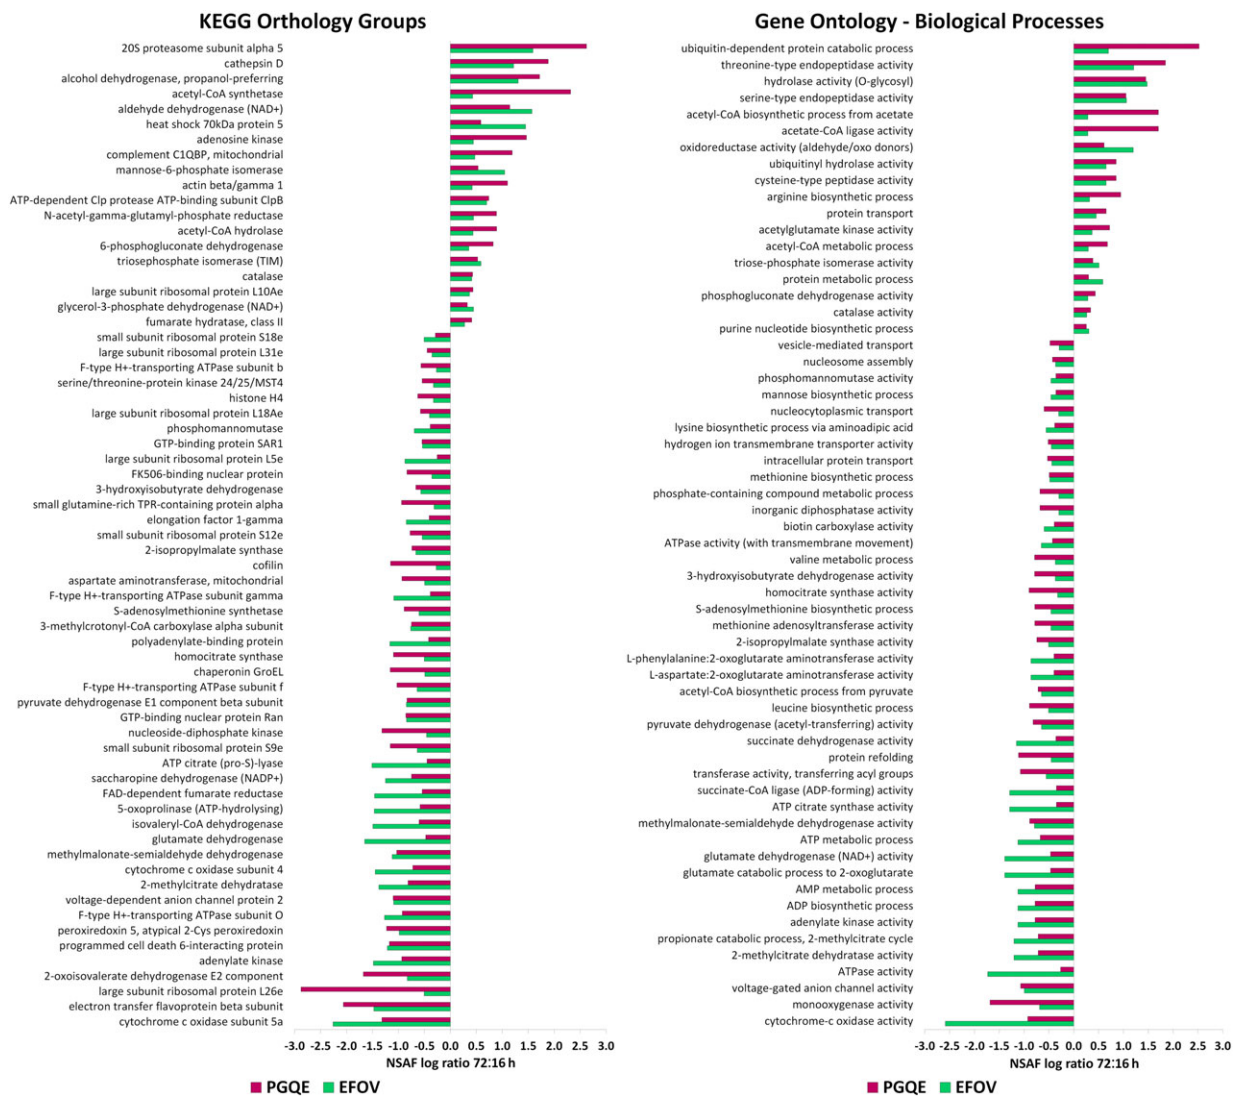 KEGG Orthology Groups
20S proteasome subunit alpha 5
cathepsin D
alcohol dehydrogenase, propanol-preferring
acetyl-CoA synthetase
aldehyde dehydrogenase (NAD+)
heat shock 70kDa protein 5
adenosine kinase
complement C1QBP, mitochondrial
mannose-6-phosphate isomerase
actin beta/gamma 1
ATP-dependent Clp protease ATP-binding subunit ClpB
N-acetyl-gamma-glutamyl-phosphate reductase
acetyl-CoA hydrolase
6-phosphogluconate dehydrogenase
triosephosphate isomerase (TIM)
catalase
large subunit ribosomal protein L10Ae
glycerol-3-phosphate dehydrogenase (NAD+)
fumarate hydratase, class II
small subunit ribosomal protein S18e
large subunit ribosomal protein L31e
F-type H+-transporting ATPase subunit b
serine/threonine-protein kinase 24/25/MST4
histone H4
large subunit ribosomal protein L18Ae
phosphomannomutase
GTP-binding protein SAR1
large subunit ribosomal protein L5e
FK506-binding nuclear protein
3-hydroxyisobutyrate dehydrogenase
small glutamine-rich TPR-containing protein alpha
elongation factor 1-gamma
small subunit ribosomal protein S12e
2-isopropylmalate synthase
cofilin
aspartate aminotransferase, mitochondrial
F-type H+-transporting ATPase subunit gamma
S-adenosylmethionine synthetase
3-methylcrotonyl-CoA carboxylase alpha subunit
polyadenylate-binding protein
homocitrate synthase
chaperonin GroEL
F-type H+-transporting ATPase subunit f
pyruvate dehydrogenase E1 component beta subunit
GTP-binding nuclear protein Ran
nucleoside-diphosphate kinase
small subunit ribosomal protein S9e
ATP citrate (pro-S)-lyase
saccharopine dehydrogenase (NADP+)
FAD-dependent fumarate reductase
5-oxoprolinase (ATP-hydrolysing)
isovaleryl-CoA dehydrogenase
glutamate dehydrogenase
methylmalonate-semialdehyde dehydrogenase
cytochrome c oxidase subunit 4
2-methylcitrate dehydratase
voltage-dependent anion channel protein 2
F-type H+-transporting ATPase subunit O
peroxiredoxin 5, atypical 2-Cys peroxiredoxin
programmed cell death 6-interacting protein
adenylate kinase
2-oxoisovalerate dehydrogenase E2 component
large subunit ribosomal protein L26e
electron transfer flavoprotein beta subunit
cytochrome c oxidase subunit 5a
-3.0 -2.5 -2.0 -1.5 -1.0 -0.5 0.0 0.5 1.0 1.5 2.0 2.5 3.0
NSAF log ratio 72:16 h
PGQE EFOV
Gene Ontology - Biological Processes
ubiquitin-dependent protein catabolic process
threonine-type endopeptidase activity
hydrolase activity (O-glycosyl)
serine-type endopeptidase activity
acetyl-CoA biosynthetic process from acetate
acetate-CoA ligase activity
oxidoreductase activity (aldehyde/oxo donors)
ubiquitinyl hydrolase activity
cysteine-type peptidase activity
arginine biosynthetic process
protein transport
acetylglutamate kinase activity
acetyl-CoA metabolic process
triose-phosphate isomerase activity
protein metabolic process
phosphogluconate dehydrogenase activity
catalase activity
purine nucleotide biosynthetic process
vesicle-mediated transport
nucleosome assembly
phosphomannomutase activity
mannose biosynthetic process
nucleocytoplasmic transport
lysine biosynthetic process via aminoadipic acid
hydrogen ion transmembrane transporter activity
intracellular protein transport
methionine biosynthetic process
phosphate-containing compound metabolic process
inorganic diphosphatase activity
biotin carboxylase activity
ATPase activity (with transmembrane movement)
valine metabolic process
3-hydroxyisobutyrate dehydrogenase activity
homocitrate synthase activity
S-adenosylmethionine biosynthetic process
methionine adenosyltransferase activity
2-isopropylmalate synthase activity
L-phenylalanine:2-oxoglutarate aminotransferase activity
L-aspartate:2-oxoglutarate aminotransferase activity
acetyl-CoA biosynthetic process from pyruvate
leucine biosynthetic process
pyruvate dehydrogenase (acetyl-transferring) activity
succinate dehydrogenase activity
protein refolding
transferase activity, transferring acyl groups
succinate-CoA ligase (ADP-forming) activity
ATP citrate synthase activity
methylmalonate-semialdehyde dehydrogenase activity
ATP metabolic process
glutamate dehydrogenase (NAD+) activity
glutamate catabolic process to 2-oxoglutarate
AMP metabolic process
ADP biosynthetic process
adenylate kinase activity
propionate catabolic process, 2-methylcitrate cycle
2-methylcitrate dehydratase activity
ATPase activity
voltage-gated anion channel activity
monooxygenase activity
cytochrome-c oxidase activity
-3.0 -2.5 -2.0 -1.5 -1.0 -0.5 0.0 0.5 1.0 1.5 2.0 2.5 3.0
NSAF log ratio 72:16 h
PGQE EFOV